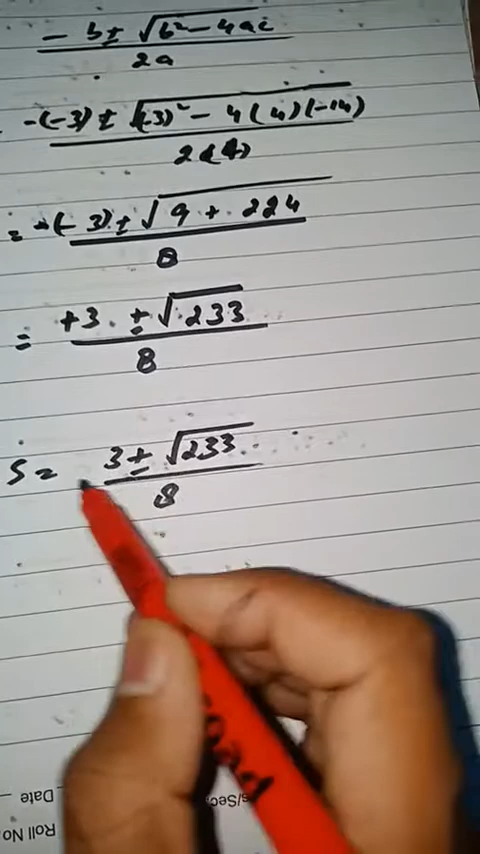 -b ± √b² - 4ac
2a
-(-3) ± √(-3)² - 4(4)(-14)
2(4)
= -(-3) ± √9 + 224
8
= +3 ± √233
8
S = 3 ± √233
8
Date
Roll No